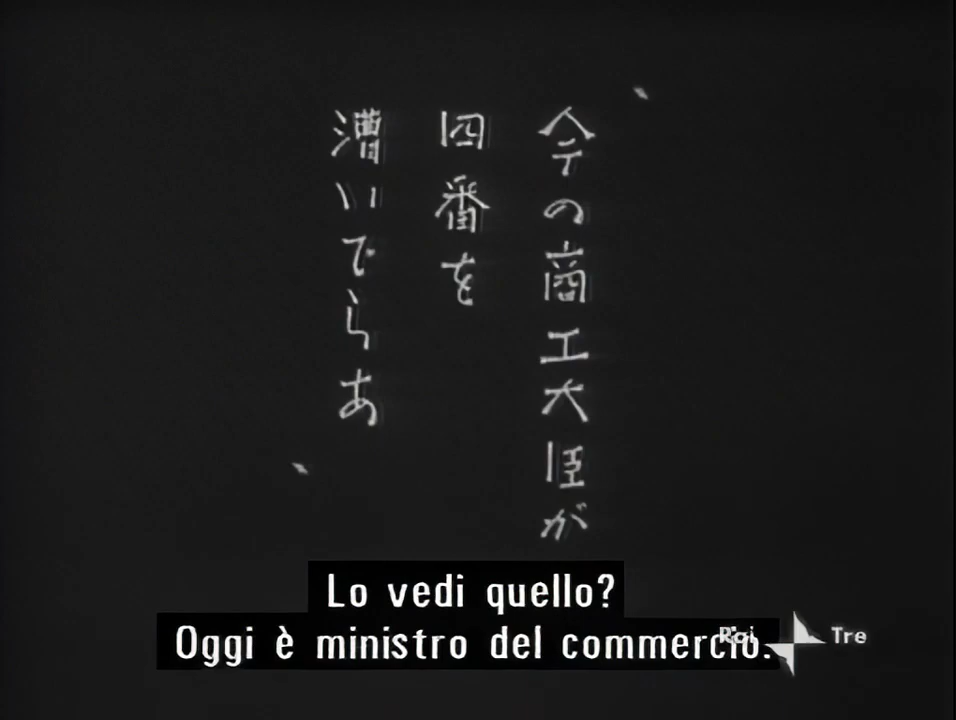 今の商工大臣が
四番を
漕いでらあ
Lo vedi quello?
Oggi è ministro del commercio.
Rai Tre